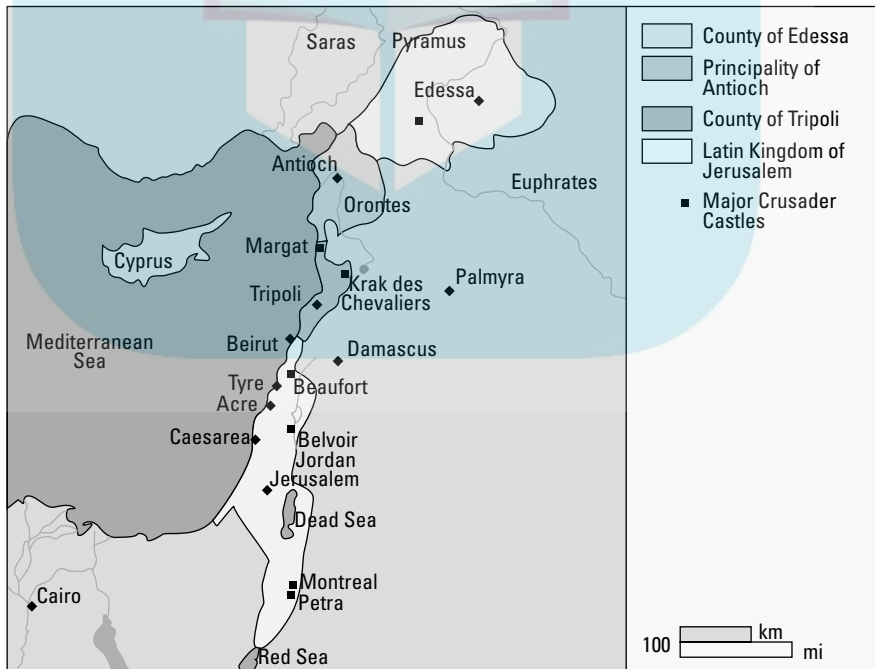 Saras
Pyramus
Edessa
Antioch
Orontes
Euphrates
Margat
Cyprus
Krak des
Chevaliers
Palmyra
Tripoli
Mediterranean
Sea
Beirut
Damascus
Tyre
Beaufort
Acre
Caesarea
Belvoir
Jordan
Jerusalem
Dead Sea
Montreal
Petra
Cairo
Red Sea
County of Edessa
Principality of
Antioch
County of Tripoli
Latin Kingdom of
Jerusalem
Major Crusader
Castles
100
km
mi